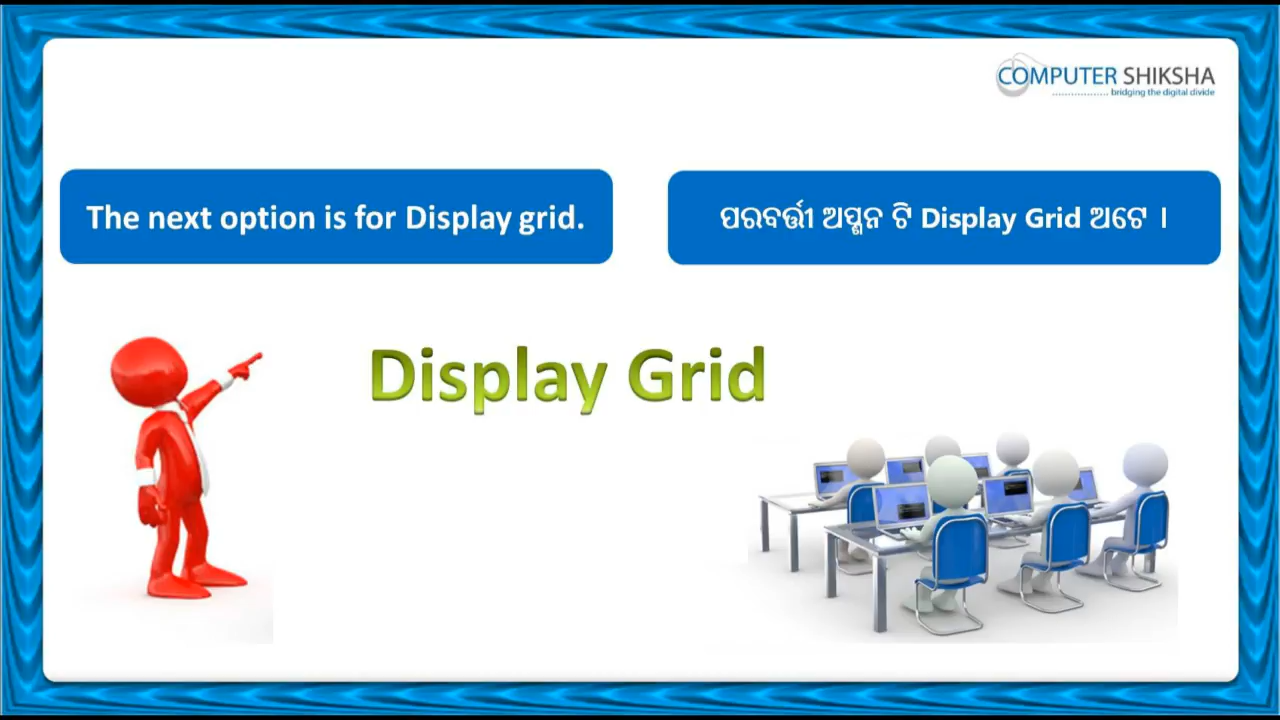 COMPUTER SHIKSHA
bridging the digital divide
The next option is for Display grid.
ପରବର୍ତ୍ତୀ ଅପ୍ସନ ଟି Display Grid ଅଟେ ।
Display Grid